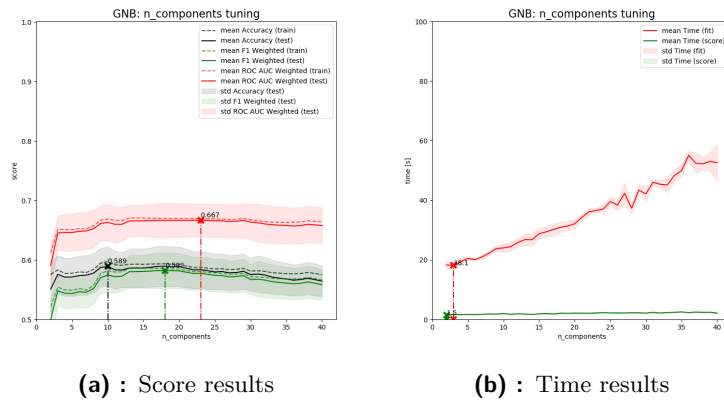 GNB: n_components tuning
1.0
0.9
0.8
0.7
0.6
0.5
score
0
5
10
15
20
25
30
35
40
n_components
mean Accuracy (train)
mean Accuracy (test)
mean F1 Weighted (train)
mean F1 Weighted (test)
mean ROC AUC Weighted (train)
mean ROC AUC Weighted (test)
std Accuracy (test)
std F1 Weighted (test)
std ROC AUC Weighted (test)
0.667
0.589
(a) : Score results
GNB: n_components tuning
100
80
60
40
20
0
time [s]
0
5
10
15
20
25
30
35
40
n_components
mean Time (fit)
mean Time (score)
std Time (fit)
std Time (score)
18.1
1.5
(b) : Time results